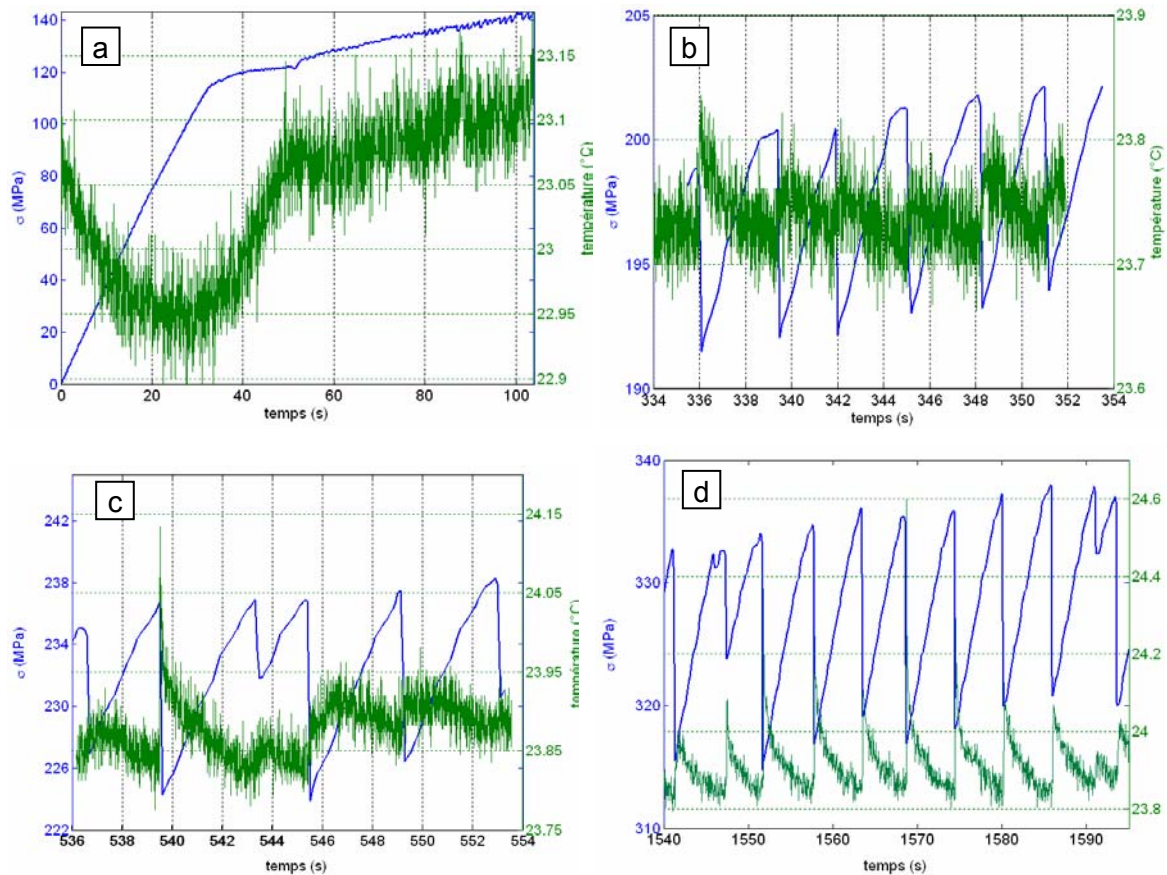 a
140
120
100
80
60
40
20
0
σ (MPa)
23.15
23.1
23.05
23
22.95
22.9
température (°C)
0 20 40 60 80 100
temps (s)
b
205
200
195
190
σ (MPa)
23.9
23.8
23.7
23.6
température (°C)
334 336 338 340 342 344 346 348 350 352 354
temps (s)
c
242
238
234
230
226
222
σ (MPa)
24.15
24.05
23.95
23.85
23.75
température (°C)
536 538 540 542 544 546 548 550 552 554
temps (s)
d
340
330
320
310
σ (MPa)
24.6
24.4
24.2
24
23.8
température (°C)
1540 1550 1560 1570 1580 1590
temps (s)